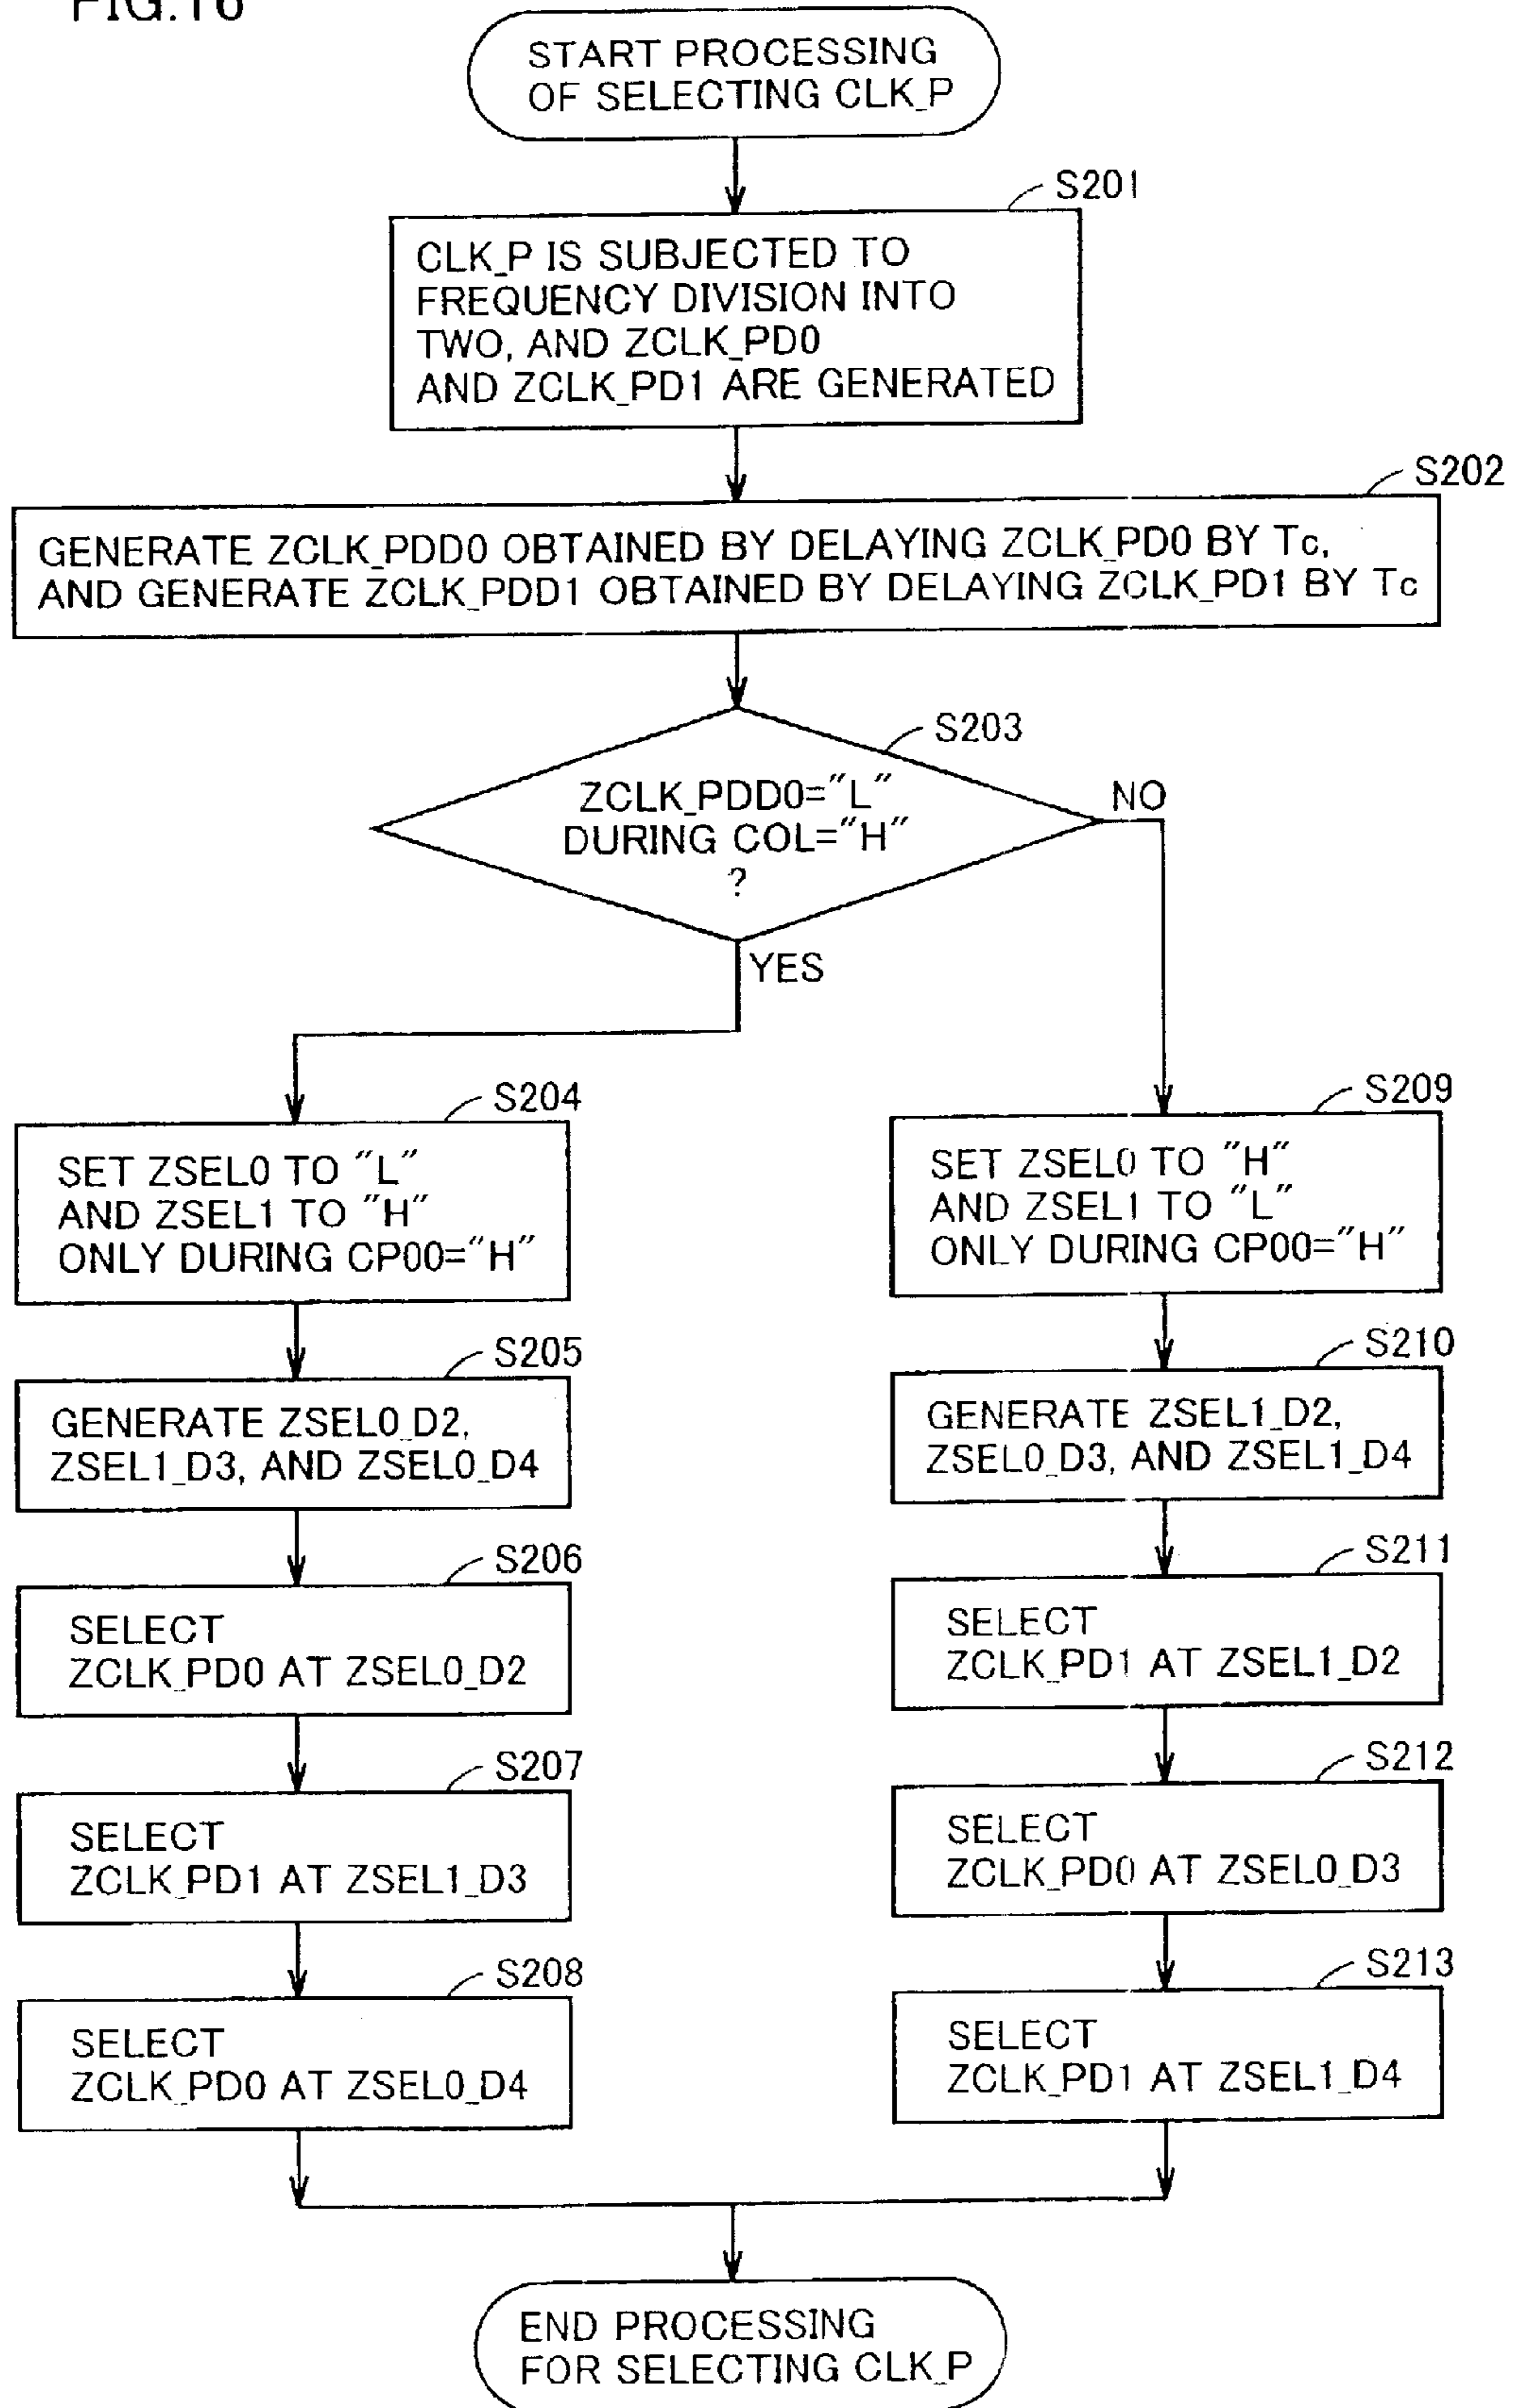 FIG.16
START PROCESSING
OF SELECTING CLK_P
S201
CLK_P IS SUBJECTED TO
FREQUENCY DIVISION INTO
TWO, AND ZCLK_PD0
AND ZCLK_PD1 ARE GENERATED
S202
GENERATE ZCLK_PDD0 OBTAINED BY DELAYING ZCLK_PD0 BY Tc,
AND GENERATE ZCLK_PDD1 OBTAINED BY DELAYING ZCLK_PD1 BY Tc
S203
ZCLK_PDD0="L"
DURING COL="H"
?
NO
YES
S204
SET ZSEL0 TO "L"
AND ZSEL1 TO "H"
ONLY DURING CP00="H"
S205
GENERATE ZSEL0_D2,
ZSEL1_D3, AND ZSEL0_D4
S206
SELECT
ZCLK_PD0 AT ZSEL0_D2
S207
SELECT
ZCLK_PD1 AT ZSEL1_D3
S208
SELECT
ZCLK_PD0 AT ZSEL0_D4
S209
SET ZSEL0 TO "H"
AND ZSEL1 TO "L"
ONLY DURING CP00="H"
S210
GENERATE ZSEL1_D2,
ZSEL0_D3, AND ZSEL1_D4
S211
SELECT
ZCLK_PD1 AT ZSEL1_D2
S212
SELECT
ZCLK_PD0 AT ZSEL0_D3
S213
SELECT
ZCLK_PD1 AT ZSEL1_D4
END PROCESSING
FOR SELECTING CLK_P